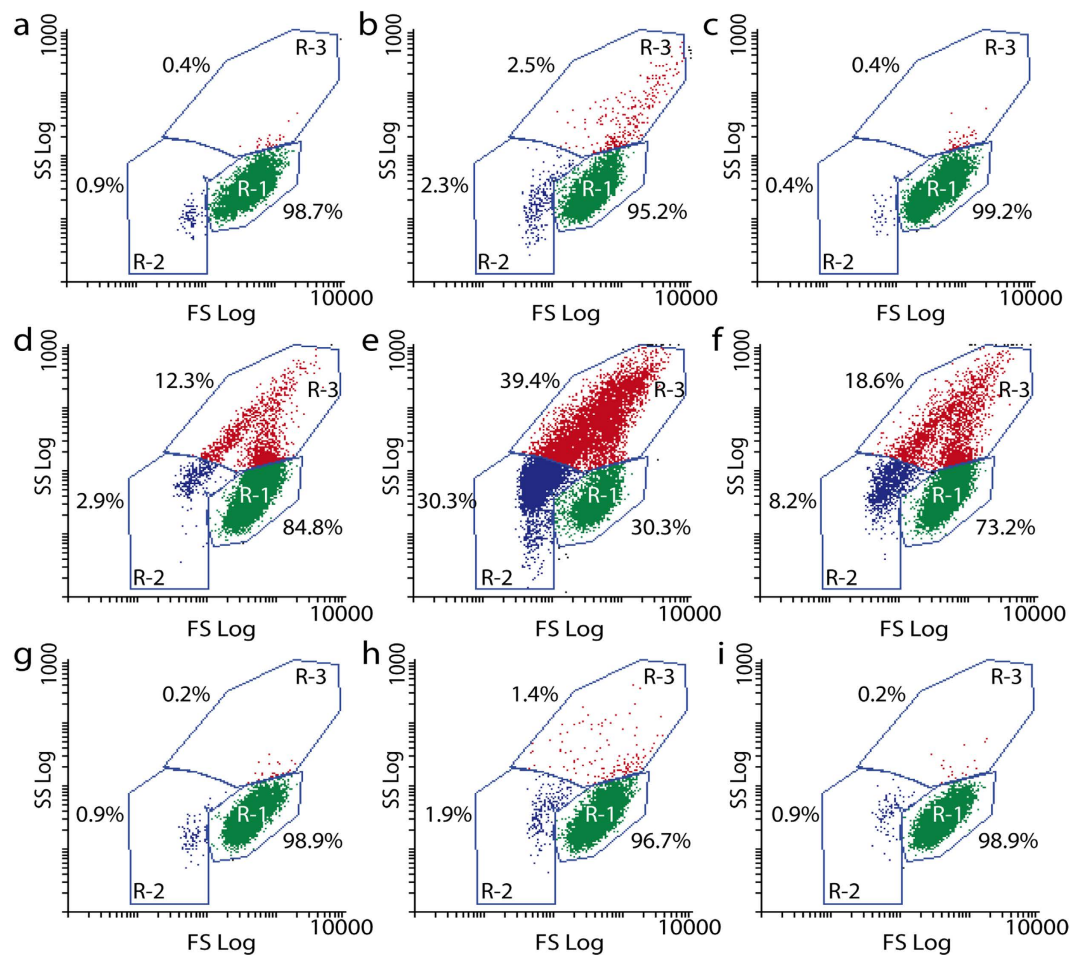 a
1000
SS Log
0.4%
R-3
0.9%
R-1
98.7%
R-2
10000
FS Log
b
1000
SS Log
2.5%
R-3
2.3%
R-1
95.2%
R-2
10000
FS Log
c
1000
SS Log
0.4%
R-3
0.4%
R-1
99.2%
R-2
10000
FS Log
d
1000
SS Log
12.3%
R-3
2.9%
R-1
84.8%
R-2
10000
FS Log
e
1000
SS Log
39.4%
R-3
30.3%
R-1
30.3%
R-2
10000
FS Log
f
1000
SS Log
18.6%
R-3
8.2%
R-1
73.2%
R-2
10000
FS Log
g
1000
SS Log
0.2%
R-3
0.9%
R-1
98.9%
R-2
10000
FS Log
h
1000
SS Log
1.4%
R-3
1.9%
R-1
96.7%
R-2
10000
FS Log
i
1000
SS Log
0.2%
R-3
0.9%
R-1
98.9%
R-2
10000
FS Log